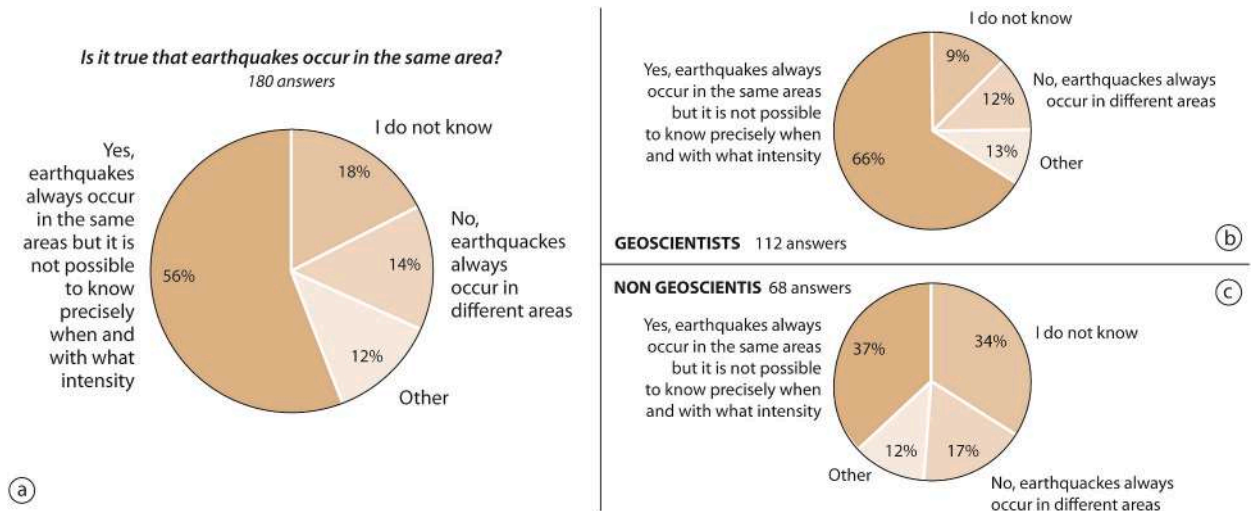 Is it true that earthquakes occur in the same area?
180 answers
I do not know
18%
Yes,
earthquakes
always occur
in the same
areas but it is
not possible
to know
precisely
when and
with what
intensity
56%
No,
earthquackes
always
occur in
different areas
14%
12%
Other
a
I do not know
9%
Yes, earthquakes always
occur in the same areas
but it is not possible
to know precisely when
and with what intensity
66%
No, earthquackes always
occur in different areas
12%
13%
Other
GEOSCIENTISTS 112 answers
b
NON GEOSCIENTIS 68 answers
c
Yes, earthquakes always
occur in the same areas
but it is not possible
to know precisely when
and with what intensity
37%
34%
I do not know
12%
Other
17%
No, earthquackes always
occur in different areas